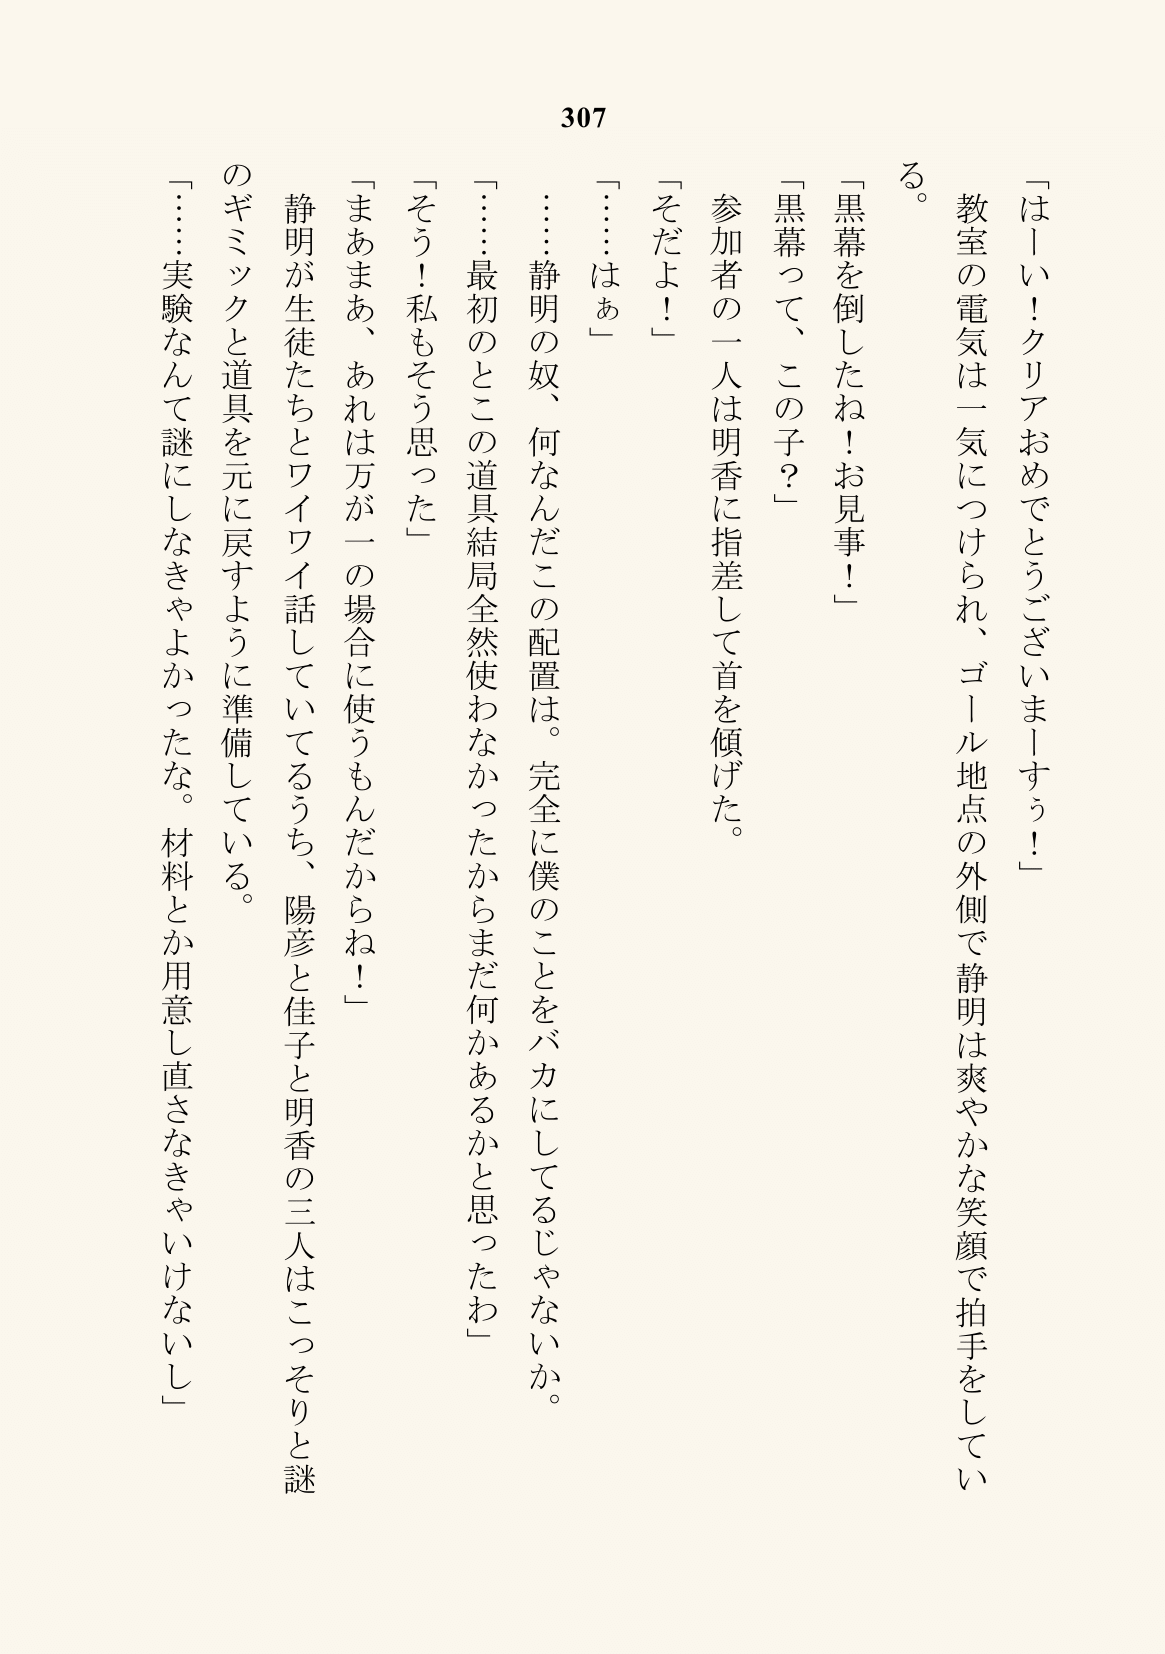 307
「はーい！クリアおめでとうございまーすぅ！」
　教室の電気は一気につけられ、ゴール地点の外側で静明は爽やかな笑顔で拍手をしてい
る。
「黒幕を倒したね！お見事！」
「黒幕って、この子？」
　参加者の一人は明香に指差して首を傾げた。
「そだよ！」
「……はぁ」
　……静明の奴、何なんだこの配置は。完全に僕のことをバカにしてるじゃないか。
「……最初のとこの道具結局全然使わなかったからまだ何かあるかと思ったわ」
「そう！私もそう思った」
「まあまあ、あれは万が一の場合に使うもんだからね！」
　静明が生徒たちとワイワイ話していてるうち、陽彦と佳子と明香の三人はこっそりと謎
のギミックと道具を元に戻すように準備している。
「……実験なんて謎にしなきゃよかったな。材料とか用意し直さなきゃいけないし」